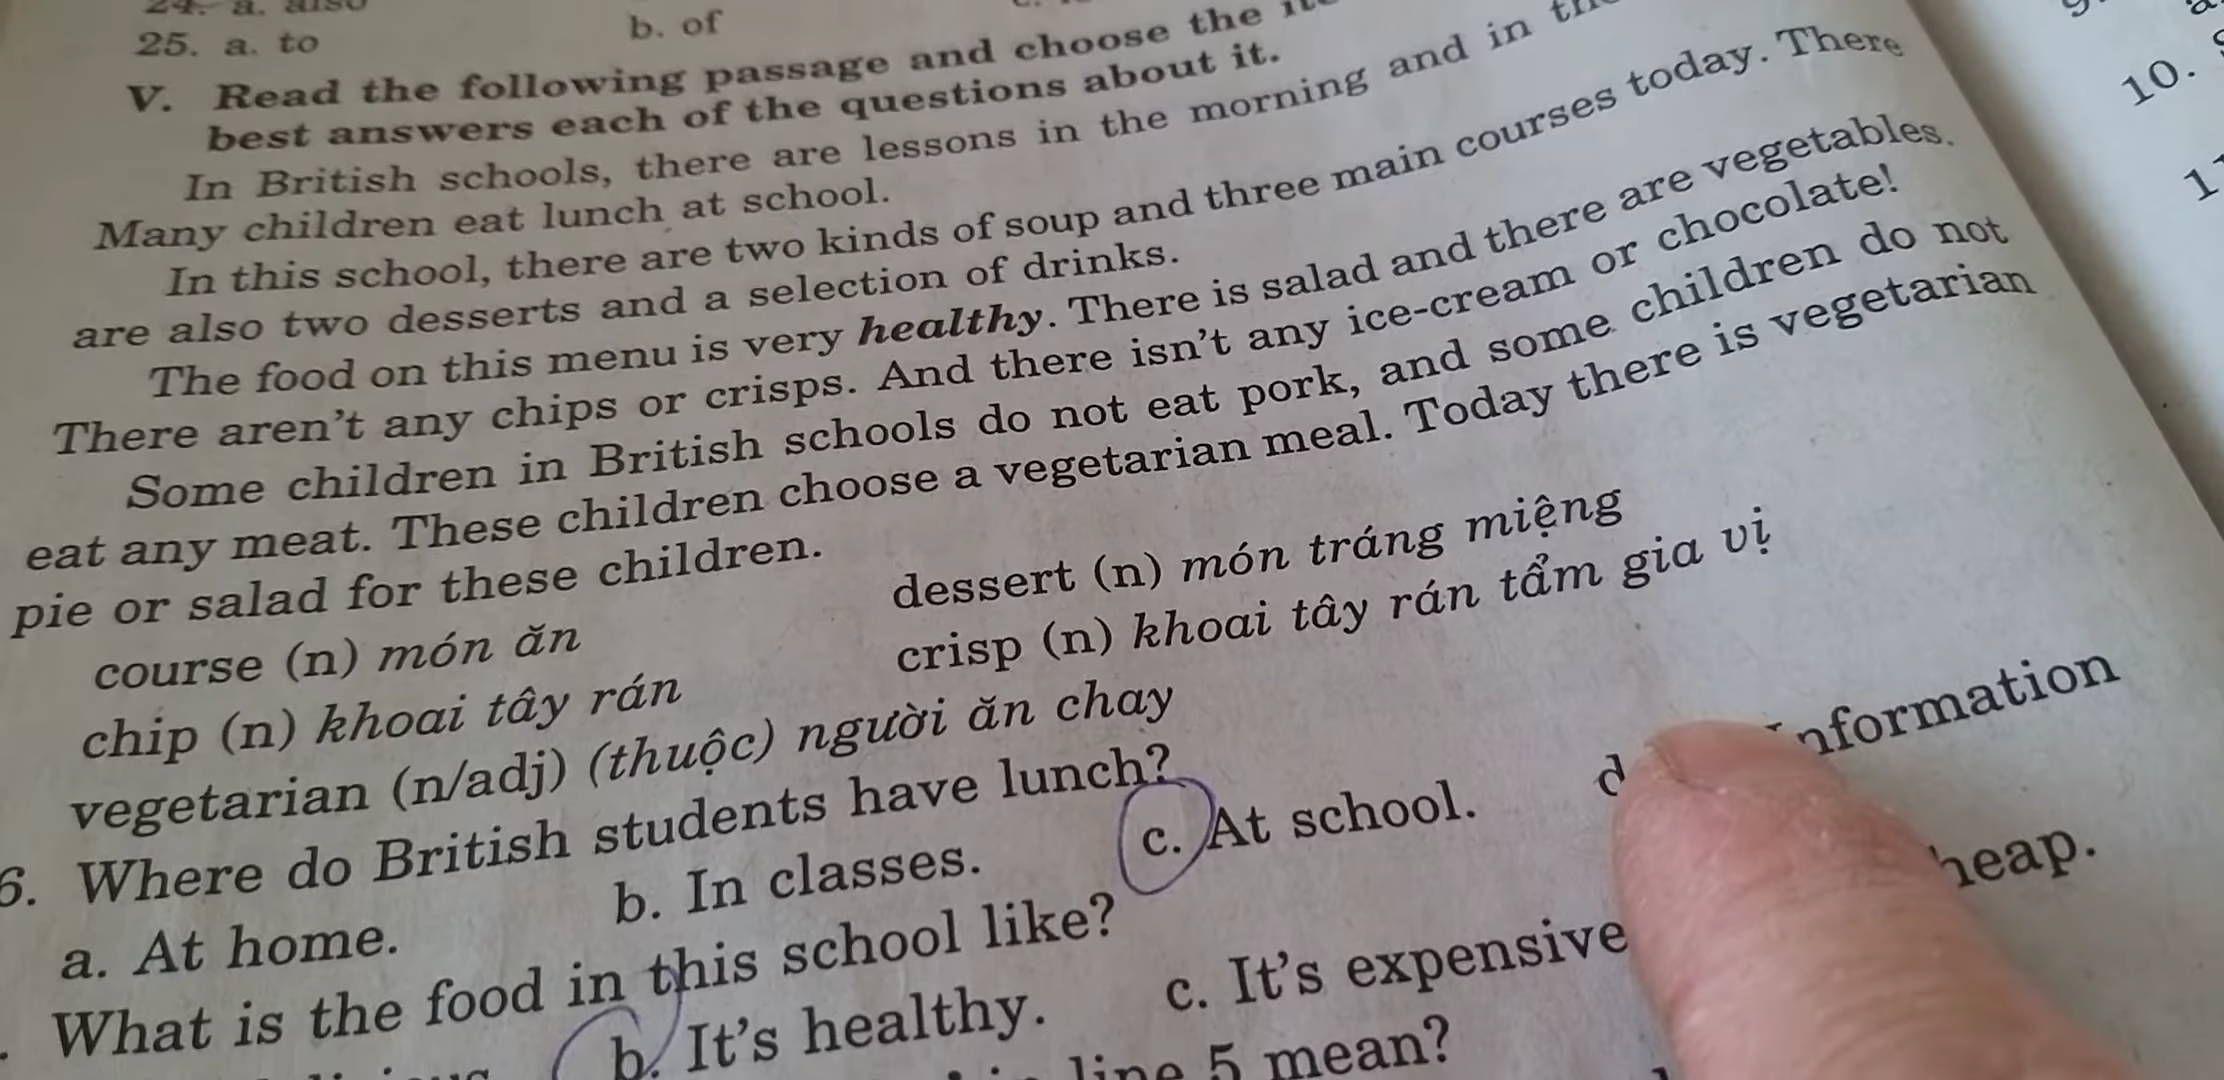 24. a. also
25. a. to b. of
V. Read the following passage and choose the
best answers each of the questions about it.
In British schools, there are lessons in the morning and in
Many children eat lunch at school.
In this school, there are two kinds of soup and three main courses today. There
are also two desserts and a selection of drinks.
The food on this menu is very healthy. There is salad and there are vegetables.
There aren't any chips or crisps. And there isn't any ice-cream or chocolate!
Some children in British schools do not eat pork, and some children do not
eat any meat. These children choose a vegetarian meal. Today there is vegetarian
pie or salad for these children.
course (n) món ăn dessert (n) món tráng miệng
chip (n) khoai tây rán crisp (n) khoai tây rán tẩm gia vị
vegetarian (n/adj) (thuộc) người ăn chay
6. Where do British students have lunch?
a. At home. b. In classes. c. At school. d nformation
. What is the food in this school like?
b. It's healthy. c. It's expensive heap.
line 5 mean?
10.